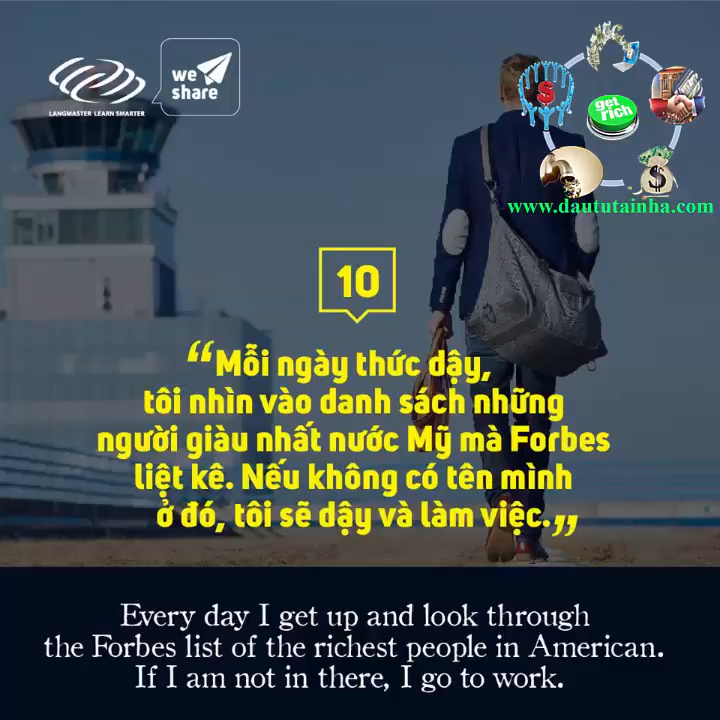 we
share
LANGMASTER LEARN SMARTER
$
get
rich
$
www.daututainha.com
10
“Mỗi ngày thức dậy,
tôi nhìn vào danh sách những
người giàu nhất nước Mỹ mà Forbes
liệt kê. Nếu không có tên mình
ở đó, tôi sẽ dậy và làm việc.„
Every day I get up and look through
the Forbes list of the richest people in American.
If I am not in there, I go to work.